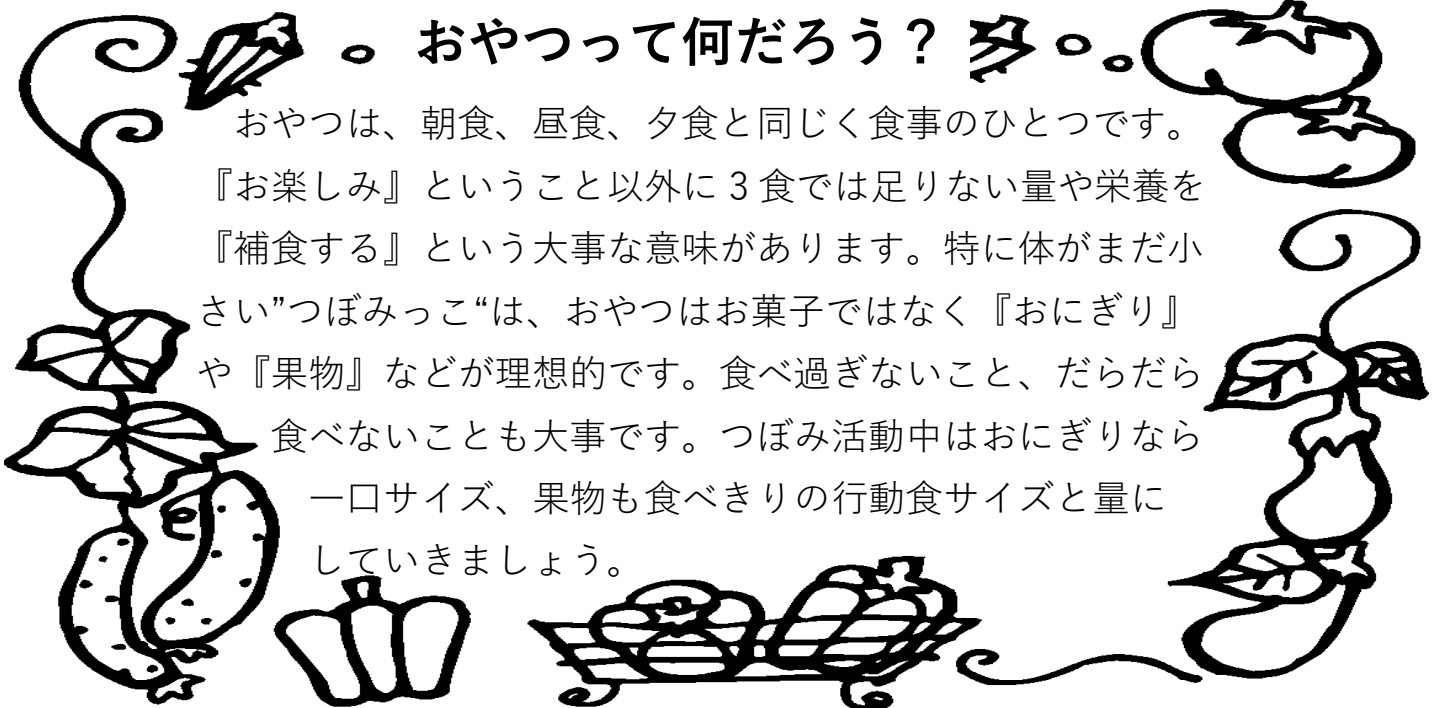 おやつって何だろう？
おやつは、朝食、昼食、夕食と同じく食事のひとつです。
『お楽しみ』ということ以外に3食では足りない量や栄養を
『補食する』という大事な意味があります。特に体がまだ小
さい”つぼみっこ“は、おやつはお菓子ではなく『おにぎり』
や『果物』などが理想的です。食べ過ぎないこと、だらだら
食べないことも大事です。つぼみ活動中はおにぎりなら
一口サイズ、果物も食べきりの行動食サイズと量に
していきましょう。